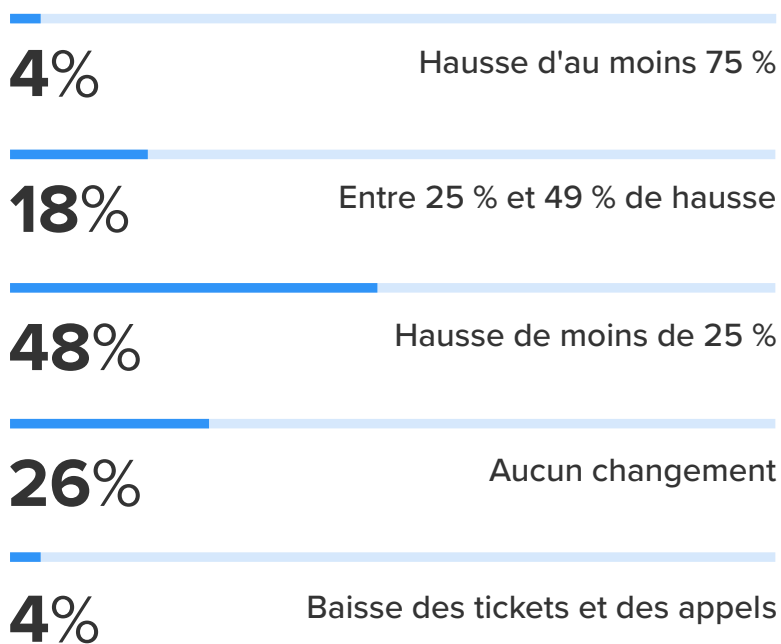 4% Hausse d'au moins 75 %
18% Entre 25 % et 49 % de hausse
48% Hausse de moins de 25 %
26% Aucun changement
4% Baisse des tickets et des appels